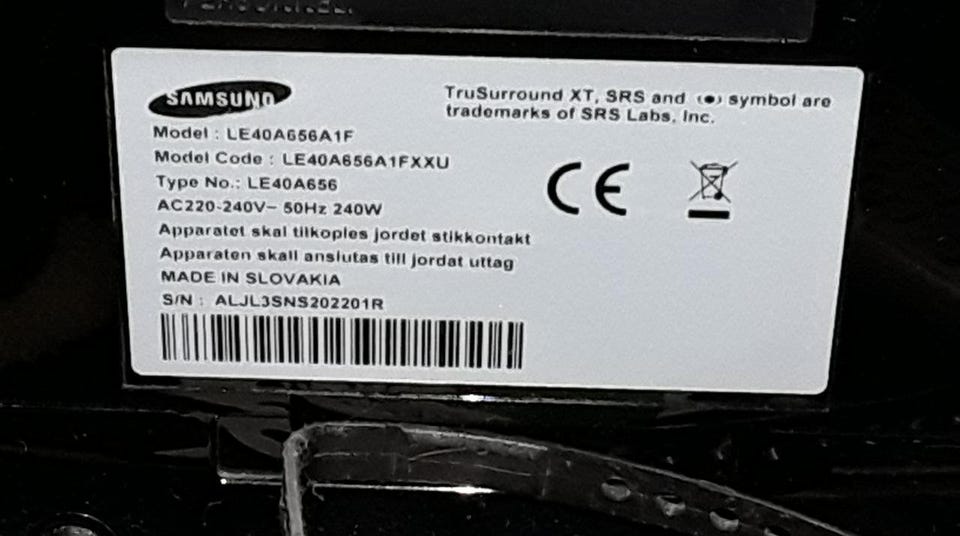 SAMSUNG
TruSurround XT, SRS and (●) symbol are
trademarks of SRS Labs, Inc.
Model : LE40A656A1F
Model Code : LE40A656A1FXXU
Type No.: LE40A656
AC220-240V~ 50Hz 240W
Apparatet skal tilkoples jordet stikkontakt
Apparaten skall anslutas till jordat uttag
MADE IN SLOVAKIA
S/N : ALJL3SNS202201R
CE